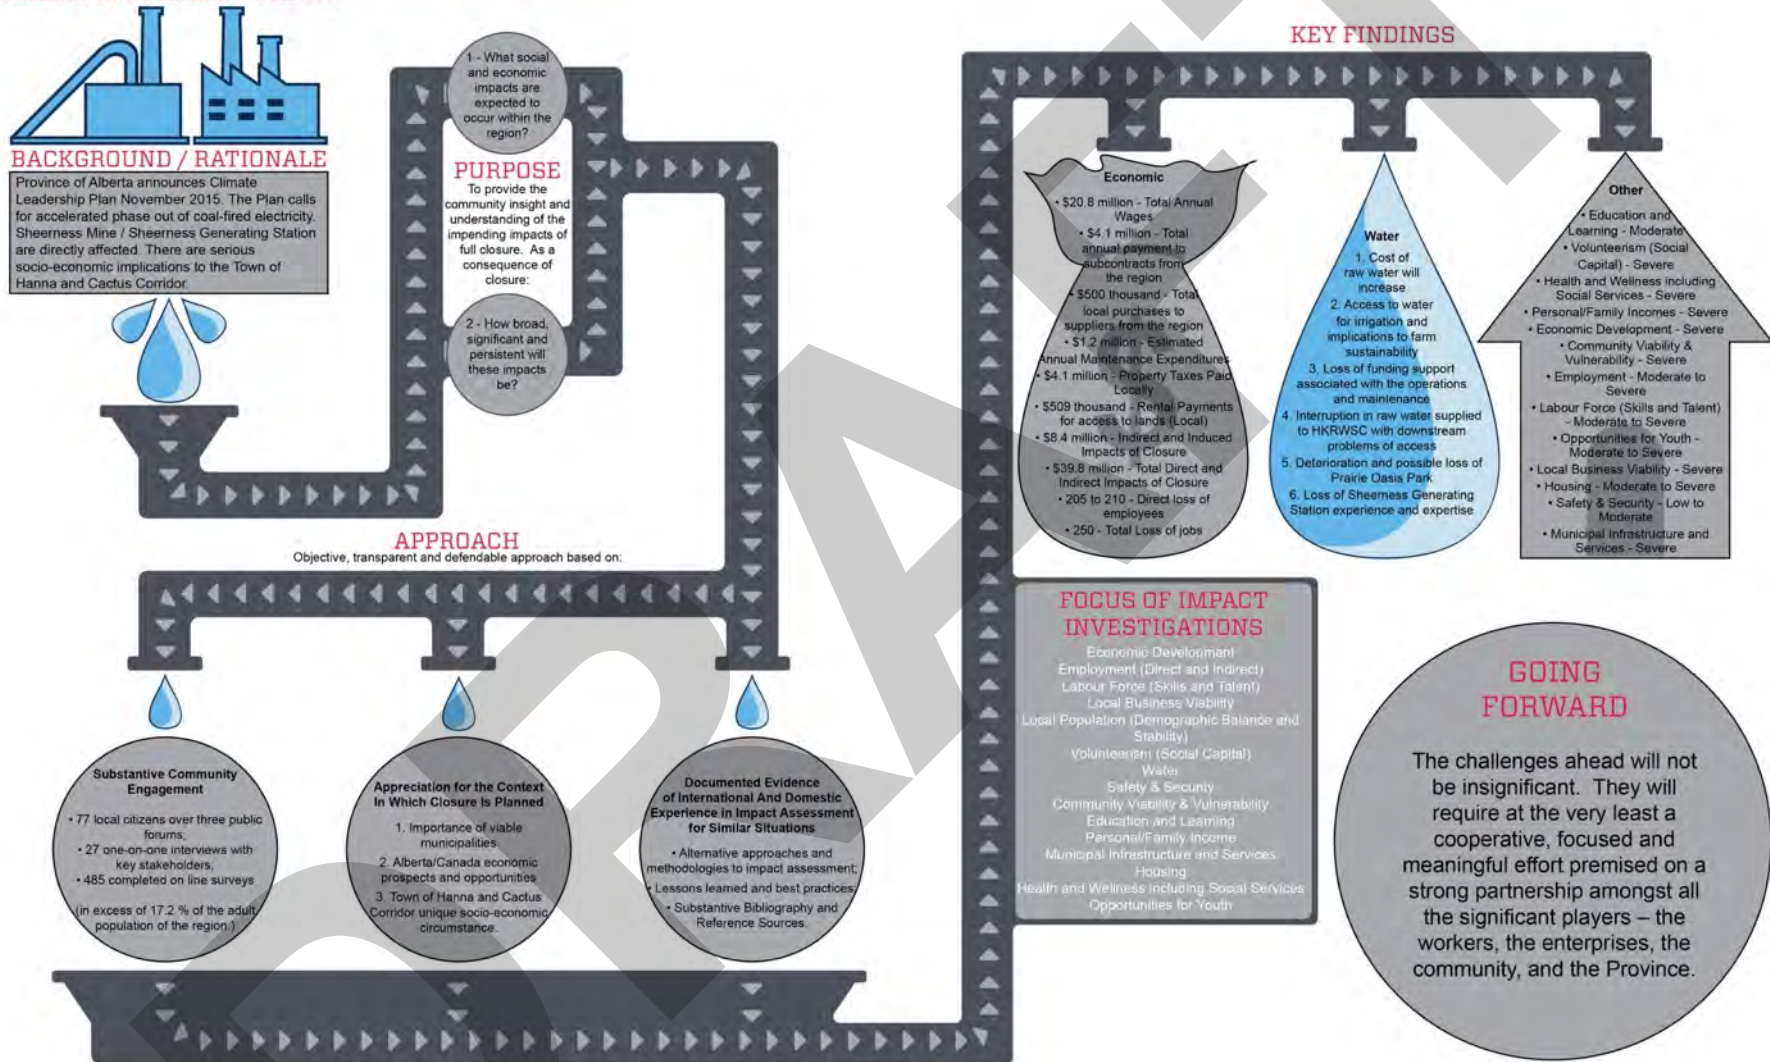 BACKGROUND / RATIONALE
Province of Alberta announces Climate
Leadership Plan November 2015. The Plan calls
for accelerated phase out of coal-fired electricity.
Sheerness Mine / Sheerness Generating Station
are directly affected. There are serious
socio-economic implications to the Town of
Hanna and Cactus Corridor.
1 - What social
and economic
impacts are
expected to
occur within the
region?
PURPOSE
To provide the
community insight and
understanding of the
impending impacts of
full closure. As a
consequence of
closure:
2 - How broad,
significant and
persistent will
these impacts
be?
APPROACH
Objective, transparent and defendable approach based on:
Substantive Community
Engagement
• 77 local citizens over three public
forums;
• 27 one-on-one interviews with
key stakeholders;
• 485 completed on line surveys
(in excess of 17.2 % of the adult
population of the region.)
Appreciation for the Context
In Which Closure Is Planned
1. Importance of viable
municipalities
2. Alberta/Canada economic
prospects and opportunities
3. Town of Hanna and Cactus
Corridor unique socio-economic
circumstance.
Documented Evidence
of International And Domestic
Experience in Impact Assessment
for Similar Situations
• Alternative approaches and
methodologies to impact assessment;
• Lessons learned and best practices;
• Substantive Bibliography and
Reference Sources.
KEY FINDINGS
Economic
• $20.8 million - Total Annual
Wages
• $4.1 million - Total
annual payment to
subcontracts from
the region
• $500 thousand - Total
local purchases to
suppliers from the region
• $1.2 million - Estimated
Annual Maintenance Expenditures
• $4.1 million - Property Taxes Paid
Locally
• $509 thousand - Rental Payments
for access to lands (Local)
• $8.4 million - Indirect and Induced
Impacts of Closure
• $39.8 million - Total Direct and
Indirect Impacts of Closure
• 205 to 210 - Direct loss of
employees
• 250 - Total Loss of jobs
Water
1. Cost of
raw water will
increase
2. Access to water
for irrigation and
implications to farm
sustainability
3. Loss of funding support
associated with the operations
and maintenance
4. Interruption in raw water supplied
to HKRWSC with downstream
problems of access
5. Deterioration and possible loss of
Prairie Oasis Park
6. Loss of Sheerness Generating
Station experience and expertise
Other
• Education and
Learning - Moderate
• Volunteerism (Social
Capital) - Severe
• Health and Wellness including
Social Services - Severe
• Personal/Family Incomes - Severe
• Economic Development - Severe
• Community Viability &
Vulnerability - Severe
• Employment - Moderate to
Severe
• Labour Force (Skills and Talent)
- Moderate to Severe
• Opportunities for Youth -
Moderate to Severe
• Local Business Viability - Severe
• Housing - Moderate to Severe
• Safety & Security - Low to
Moderate
• Municipal Infrastructure and
Services - Severe
FOCUS OF IMPACT
INVESTIGATIONS
Economic Development
Employment (Direct and Indirect)
Labour Force (Skills and Talent)
Local Business Viability
Local Population (Demographic Balance and
Stability)
Volunteerism (Social Capital)
Water
Safety & Security
Community Viability & Vulnerability
Education and Learning
Personal/Family Income
Municipal Infrastructure and Services
Housing
Health and Wellness including Social Services
Opportunities for Youth
GOING
FORWARD
The challenges ahead will not
be insignificant. They will
require at the very least a
cooperative, focused and
meaningful effort premised on a
strong partnership amongst all
the significant players – the
workers, the enterprises, the
community, and the Province.
DRAFT